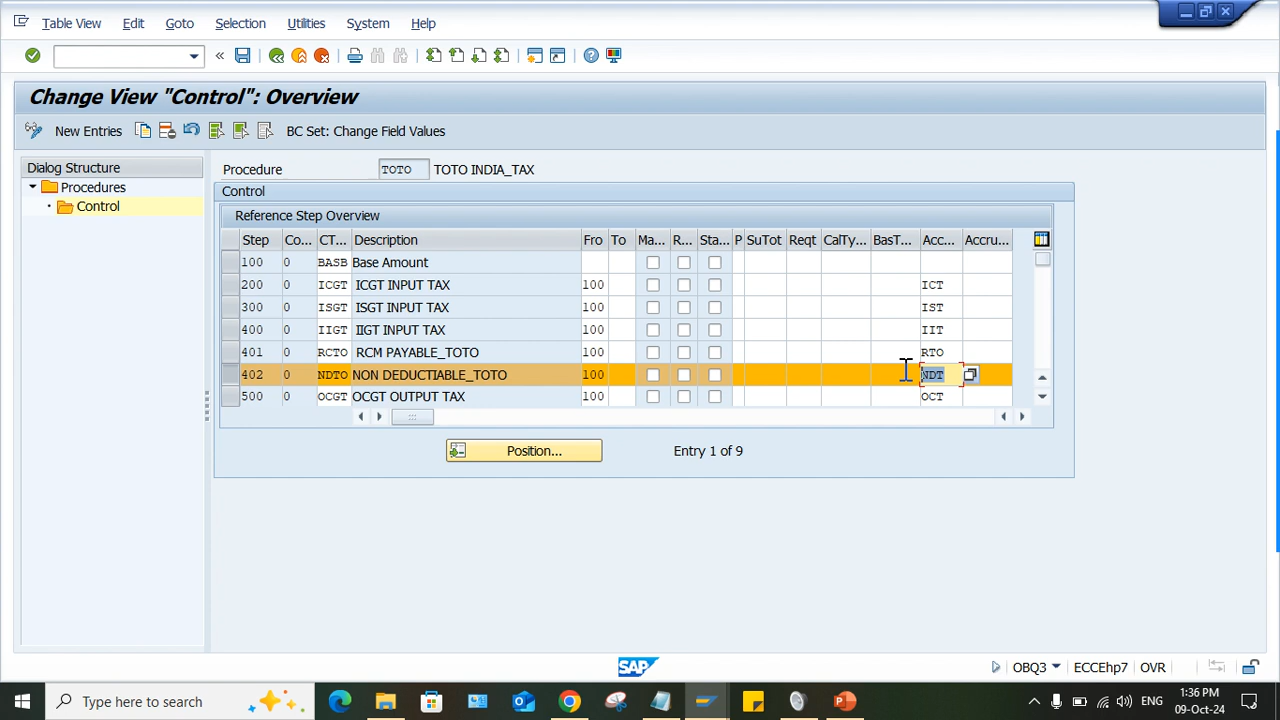 Table View Edit Goto Selection Utilities System Help
Change View "Control": Overview
New Entries BC Set: Change Field Values
Dialog Structure
Procedures
Control
Procedure TOTO TOTO INDIA_TAX
Control
Reference Step Overview
Step Co... CT... Description Fro To Ma... R... Sta... P SuTot Reqt CalTy... BasT... Acc... Accru...
100 0 BASB Base Amount
200 0 ICGT ICGT INPUT TAX 100 ICT
300 0 ISGT ISGT INPUT TAX 100 IST
400 0 IIGT IIGT INPUT TAX 100 IIT
401 0 RCTO RCM PAYABLE_TOTO 100 RTO
402 0 NDTO NON DEDUCTIABLE_TOTO 100 NDT
500 0 OCGT OCGT OUTPUT TAX 100 OCT
Position... Entry 1 of 9
SAP OBQ3 ECCEhp7 OVR
Type here to search ENG 1:36 PM
09-Oct-24